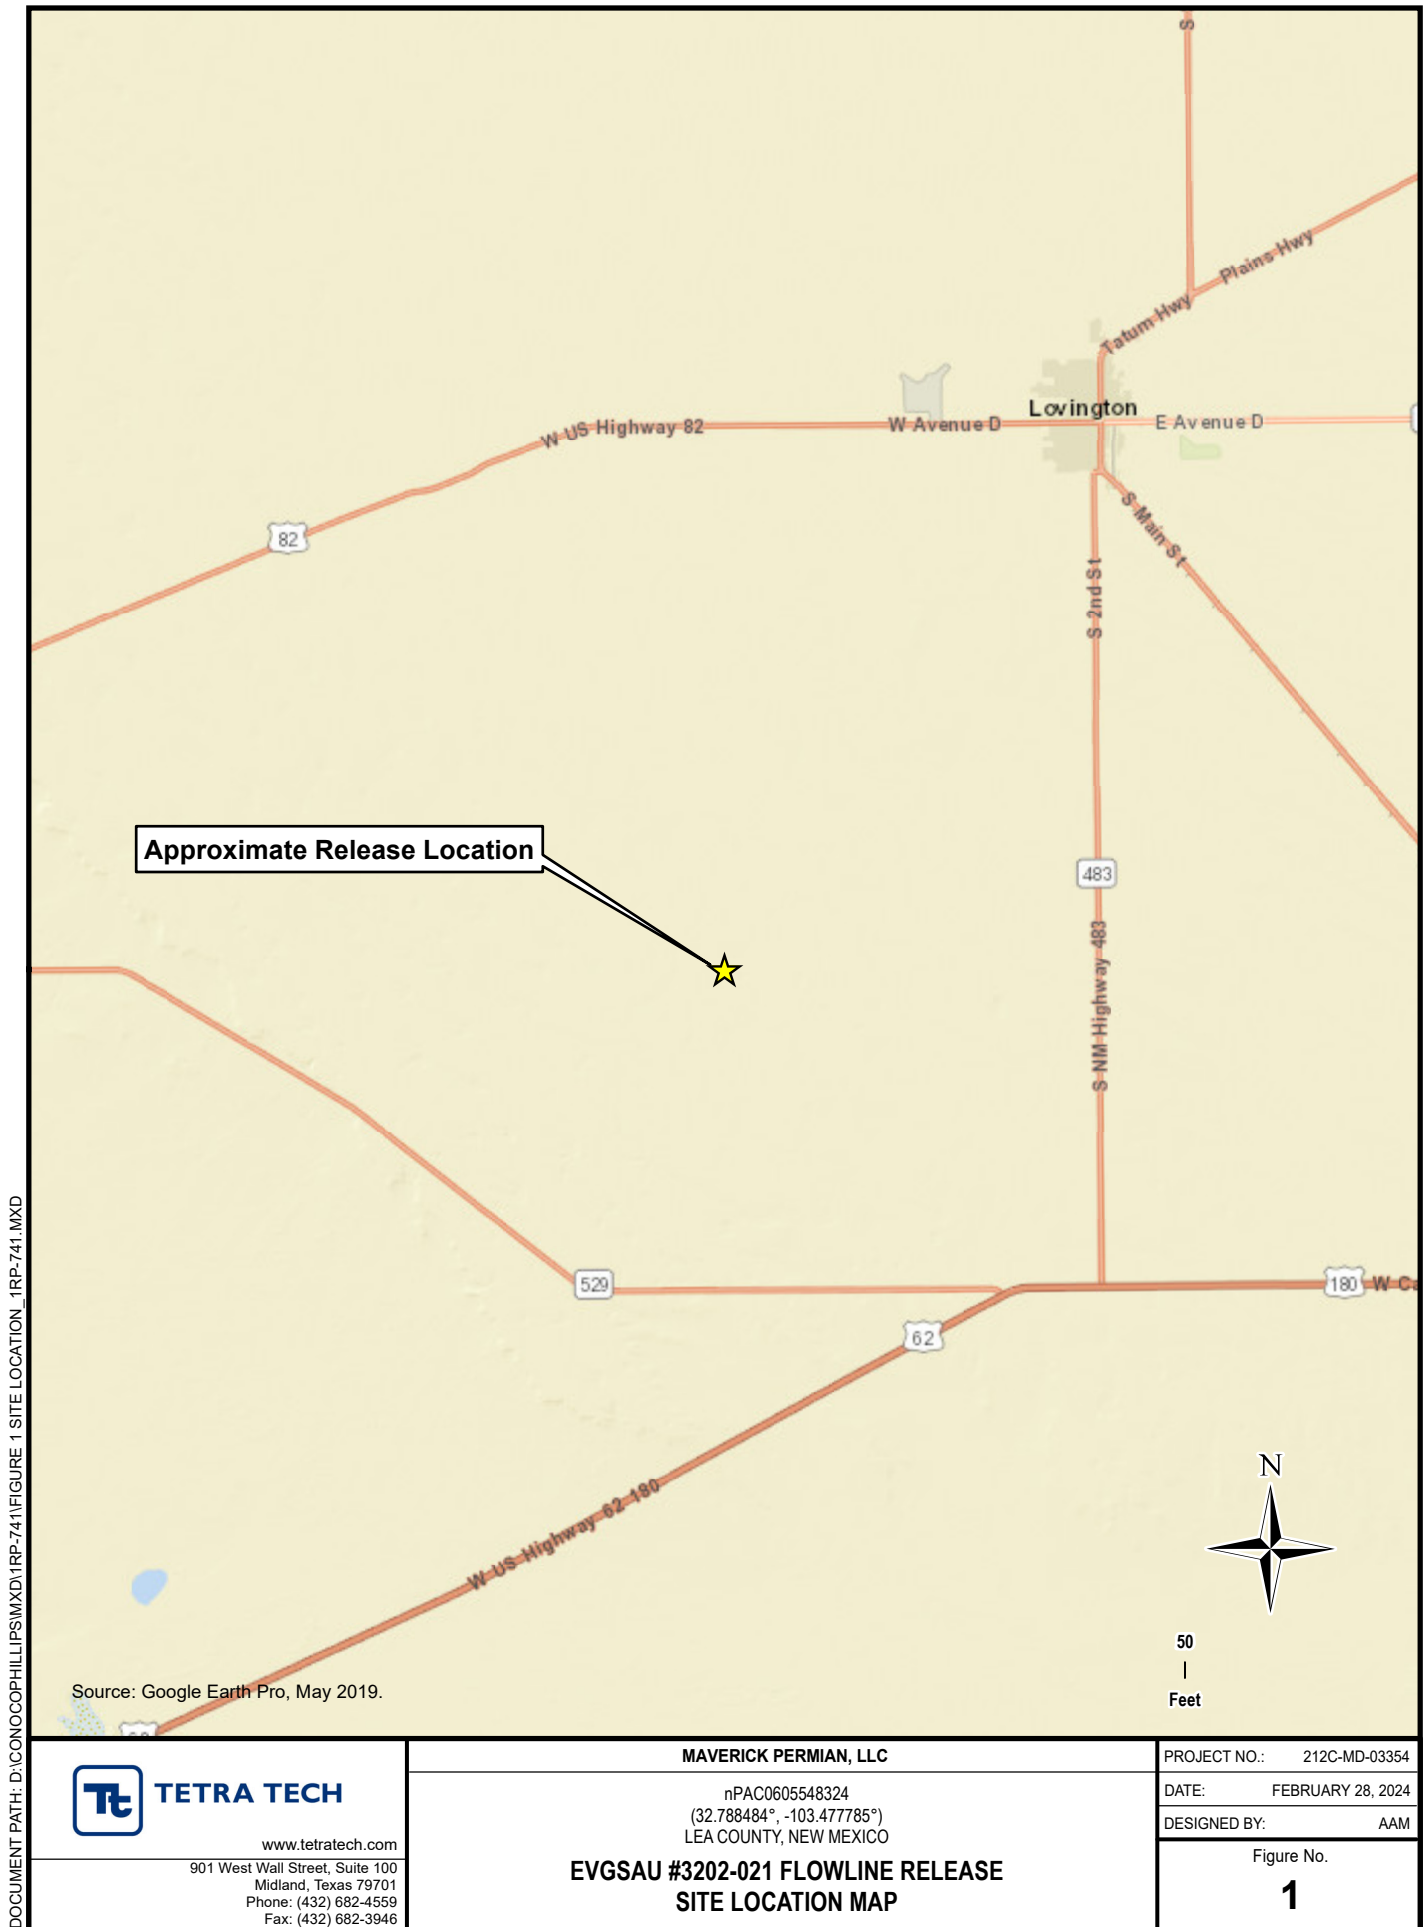 S
Plains Hwy
Tatum Hwy
Lovington
W US Highway 82
W Avenue D
E Avenue D
82
S Main St
S 2nd St
Approximate Release Location
483
S NM Highway 483
529
180
W Ca
62
W US Highway 62 180
N
50
Feet
Source: Google Earth Pro, May 2019.
DOCUMENT PATH: D:\CONOCOPHILLIPS\MXD\1RP-741\FIGURE 1 SITE LOCATION_1RP-741.MXD
Tt TETRA TECH
www.tetratech.com
901 West Wall Street, Suite 100
Midland, Texas 79701
Phone: (432) 682-4559
Fax: (432) 682-3946
MAVERICK PERMIAN, LLC
nPAC0605548324
(32.788484°, -103.477785°)
LEA COUNTY, NEW MEXICO
EVGSAU #3202-021 FLOWLINE RELEASE
SITE LOCATION MAP
PROJECT NO.: 212C-MD-03354
DATE: FEBRUARY 28, 2024
DESIGNED BY: AAM
Figure No.
1